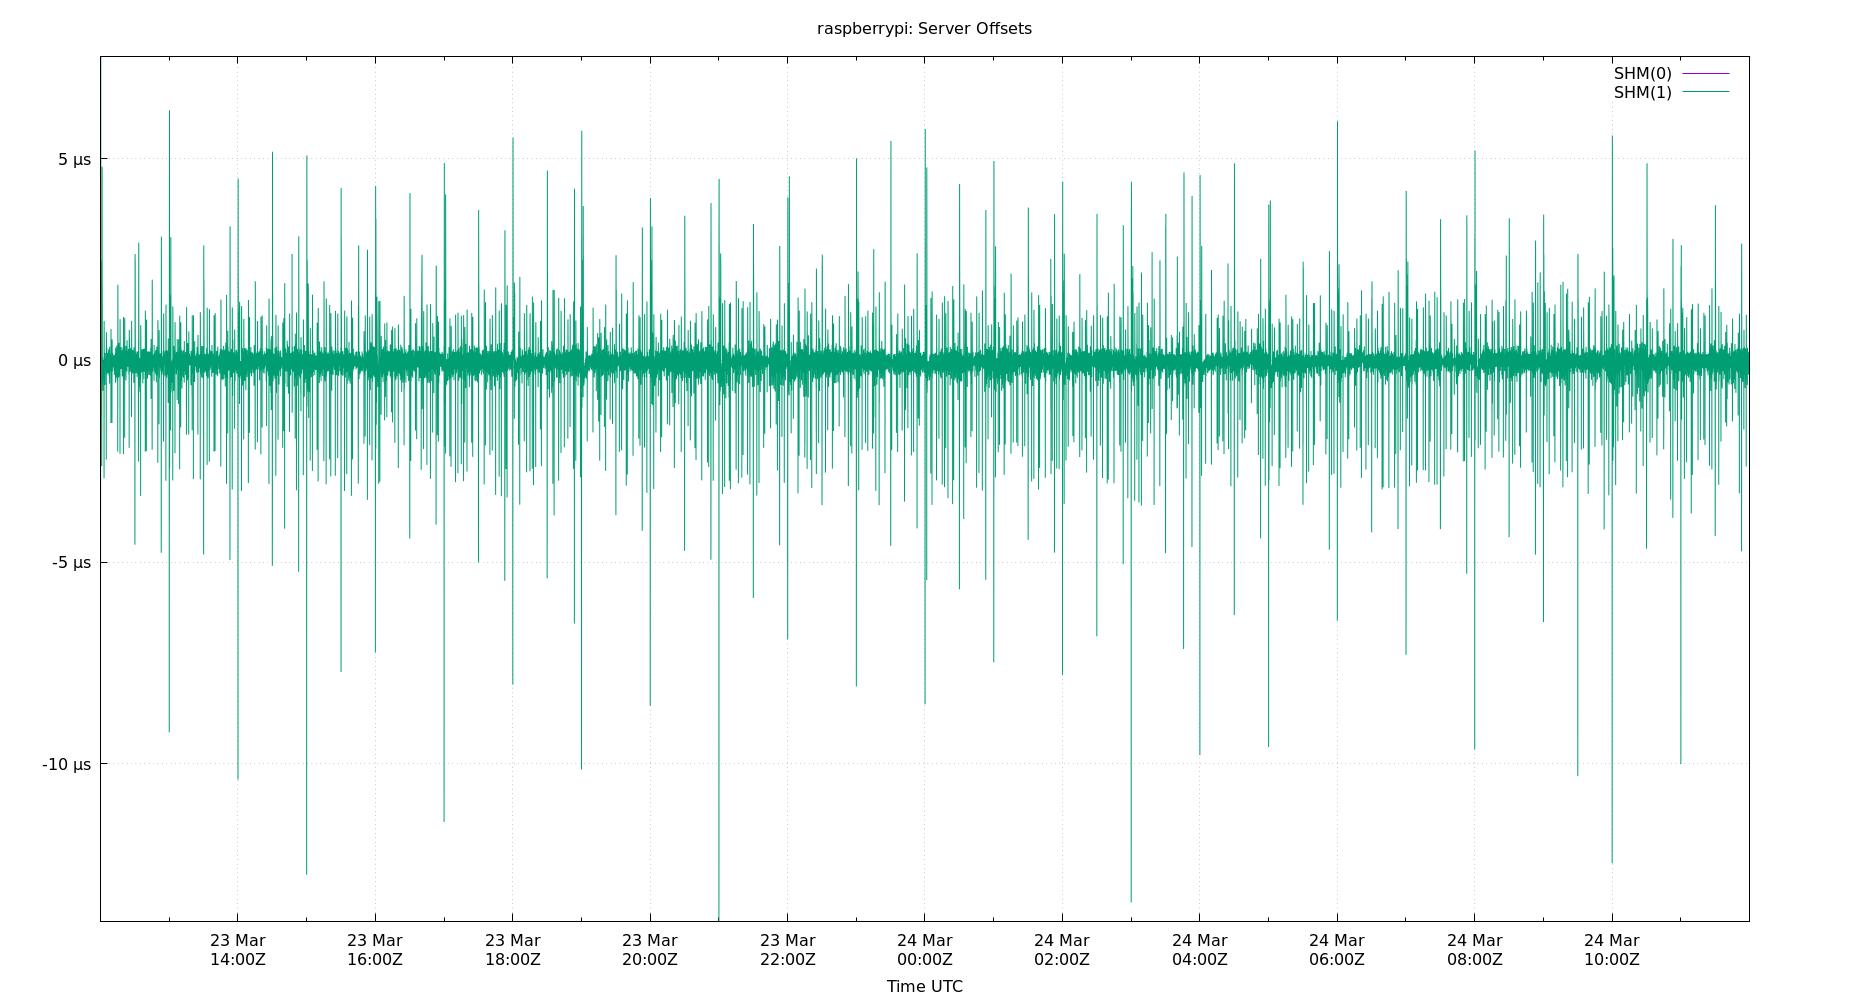 raspberrypi: Server Offsets
SHM(0)
SHM(1)
5 µs
0 µs
-5 µs
-10 µs
23 Mar 23 Mar 23 Mar 23 Mar 23 Mar 24 Mar 24 Mar 24 Mar 24 Mar 24 Mar 24 Mar
14:00Z 16:00Z 18:00Z 20:00Z 22:00Z 00:00Z 02:00Z 04:00Z 06:00Z 08:00Z 10:00Z
Time UTC